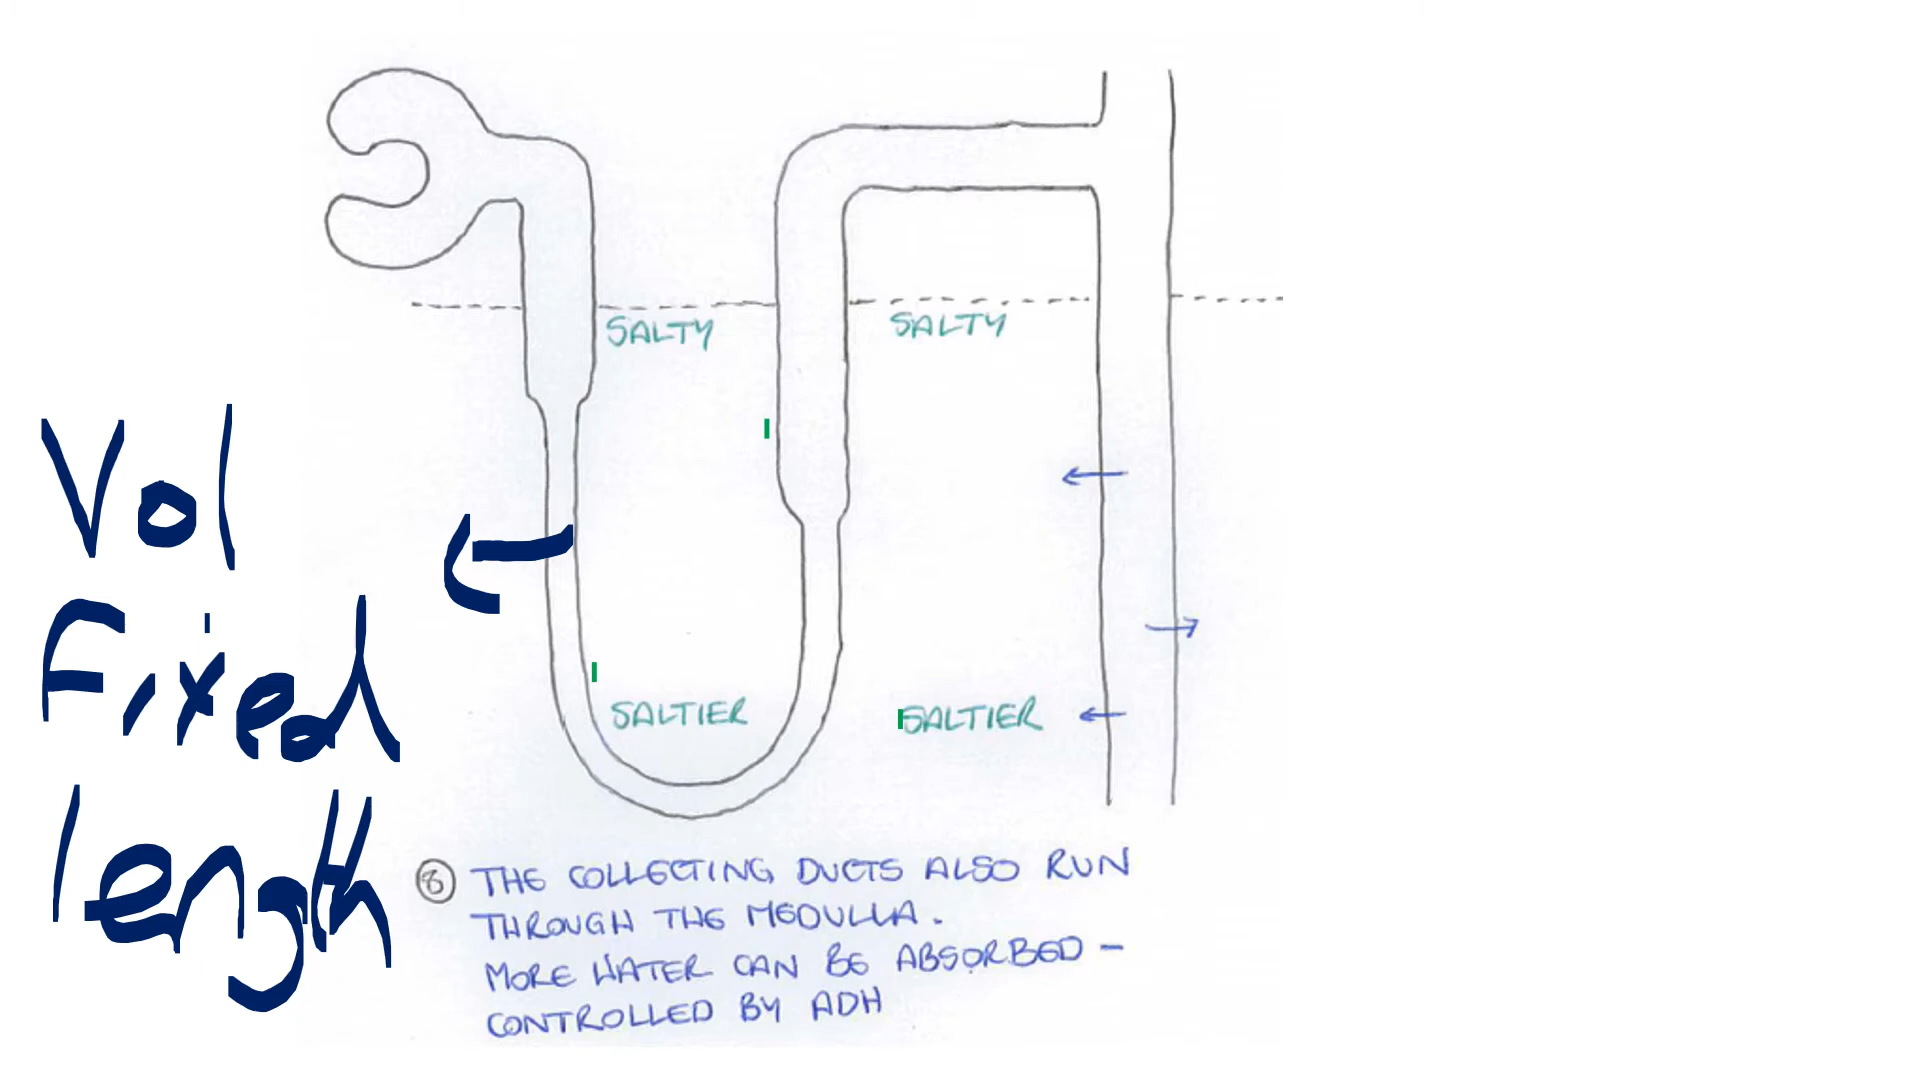 SALTY
SALTY
Vol
Fixed
length
SALTIER
SALTIER
8 THE COLLECTING DUCTS ALSO RUN
THROUGH THE MEDULLA.
MORE WATER CAN BE ABSORBED -
CONTROLLED BY ADH